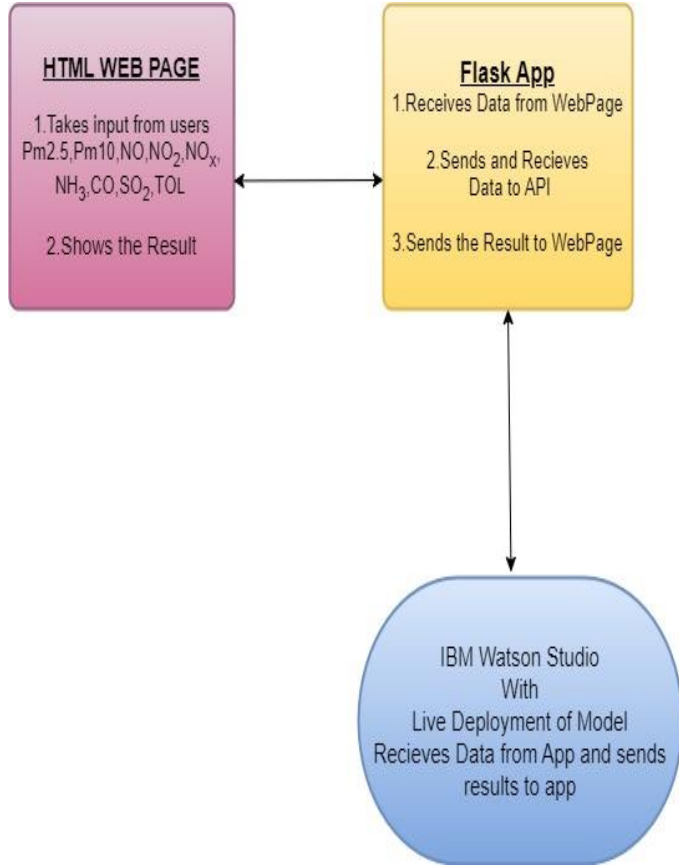 HTML WEB PAGE
1.Takes input from users
Pm2.5,Pm10,NO,NO₂,NOₓ,
NH₃,CO,SO₂,TOL
2.Shows the Result
Flask App
1.Receives Data from WebPage
2.Sends and Recieves
Data to API
3.Sends the Result to WebPage
IBM Watson Studio
With
Live Deployment of Model
Recieves Data from App and sends
results to app